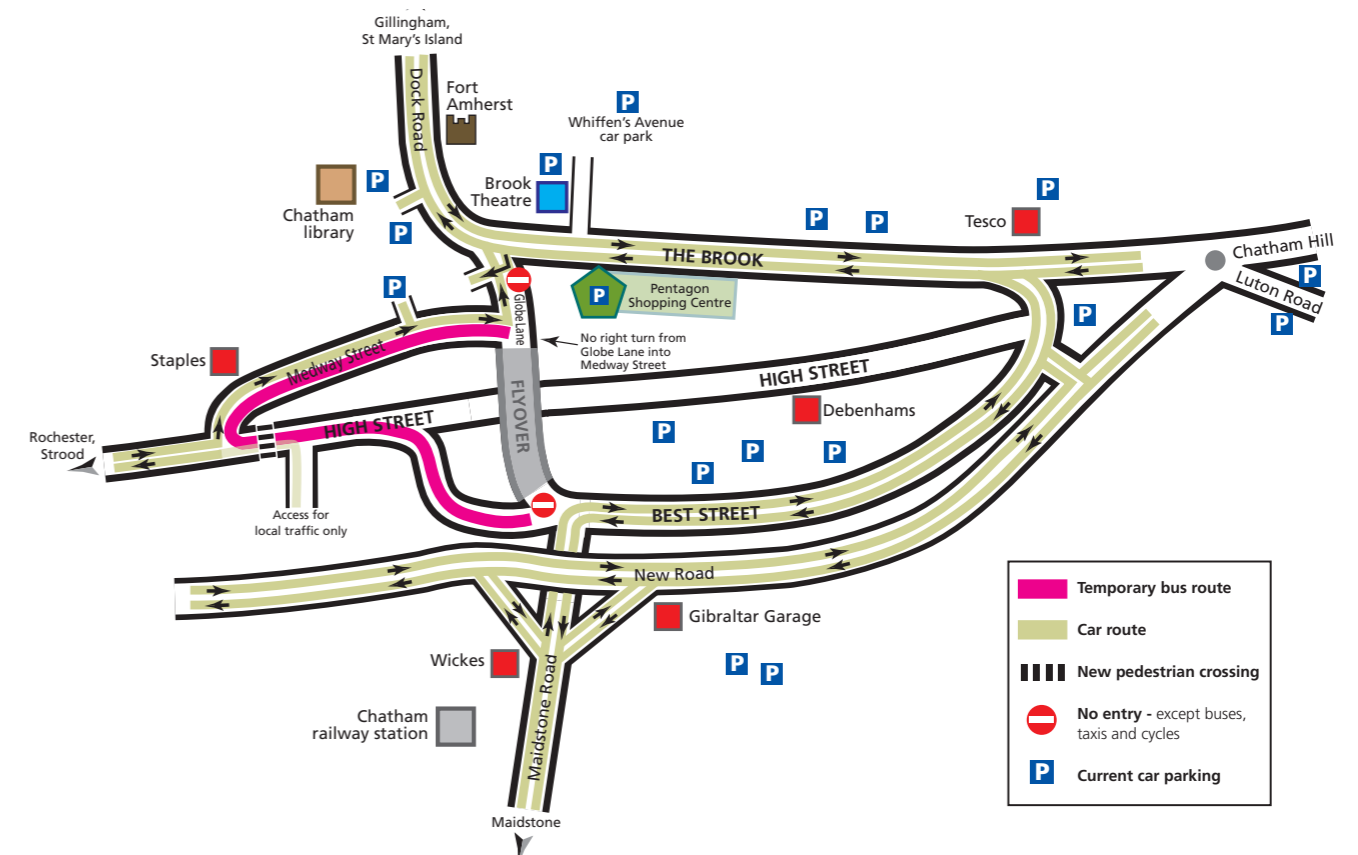 Gillingham,
St Mary's Island
Dock Road
Fort
Amherst
P
Whiffen's Avenue
car park
P
Brook
Theatre
P
Chatham
library
P
P
P
P
Tesco
Chatham Hill
Luton Road
P
P
THE BROOK
P
Pentagon
Shopping Centre
P
Globe Lane
No right turn from
Globe Lane into
Medway Street
P
Staples
Medway Street
HIGH STREET
FLYOVER
HIGH STREET
Debenhams
Rochester,
Strood
P
P
P
P
Access for
local traffic only
BEST STREET
New Road
Gibraltar Garage
Wickes
P
P
Chatham
railway station
Maidstone Road
Maidstone
Temporary bus route
Car route
New pedestrian crossing
No entry - except buses,
taxis and cycles
P
Current car parking